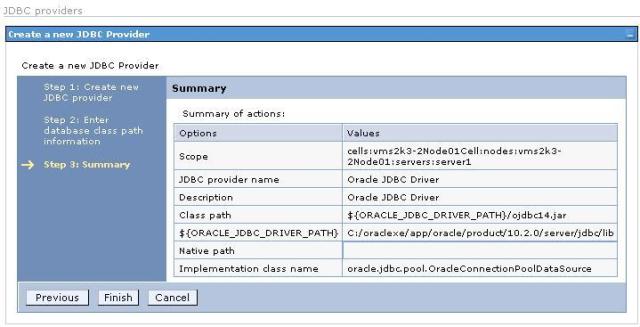 JDBC providers
Create a new JDBC Provider
Create a new JDBC Provider
Step 1: Create new
JDBC provider
Step 2: Enter
database class path
information
Step 3: Summary
Summary
Summary of actions:
Options Values
Scope cells:vms2k3-2Node01Cell:nodes:vms2k3-
2Node01:servers:server1
JDBC provider name Oracle JDBC Driver
Description Oracle JDBC Driver
Class path ${ORACLE_JDBC_DRIVER_PATH}/ojdbc14.jar
${ORACLE_JDBC_DRIVER_PATH} C:/oraclexe/app/oracle/product/10.2.0/server/jdbc/lib
Native path
Implementation class name oracle.jdbc.pool.OracleConnectionPoolDataSource
Previous Finish Cancel